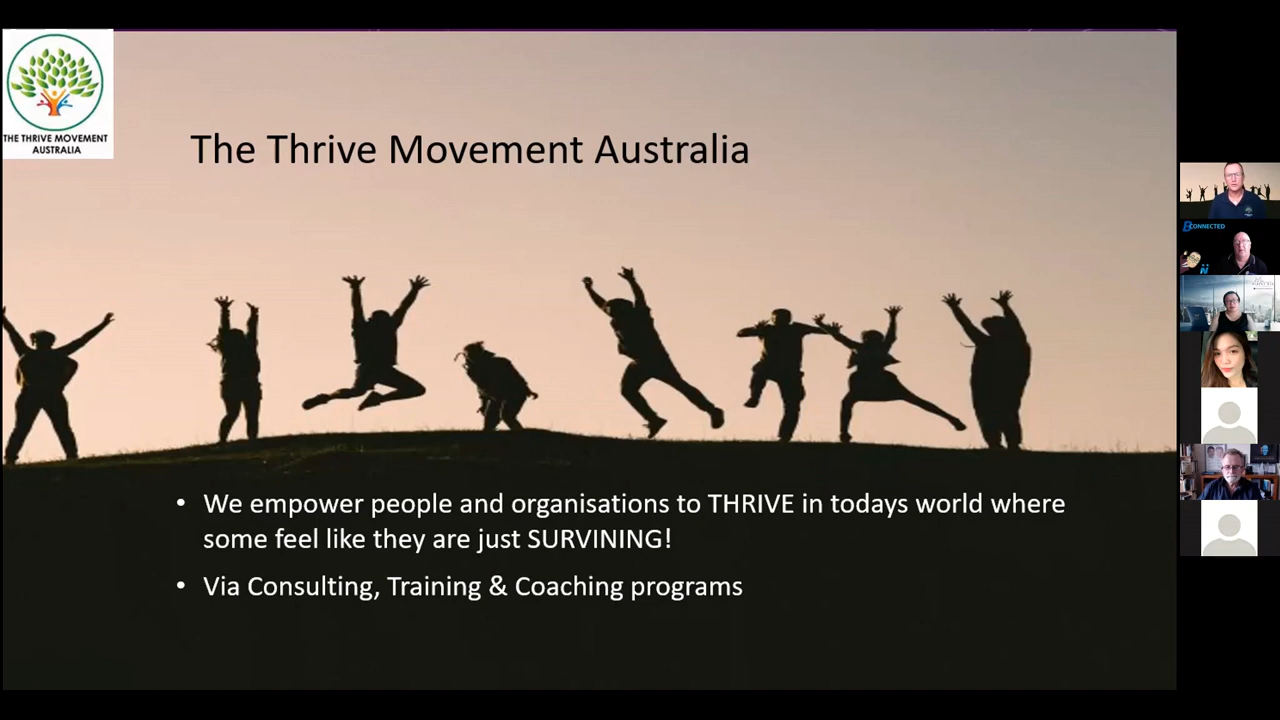 THE THRIVE MOVEMENT
AUSTRALIA
The Thrive Movement Australia
• We empower people and organisations to THRIVE in todays world where
some feel like they are just SURVINING!
• Via Consulting, Training & Coaching programs
BCONNECTED